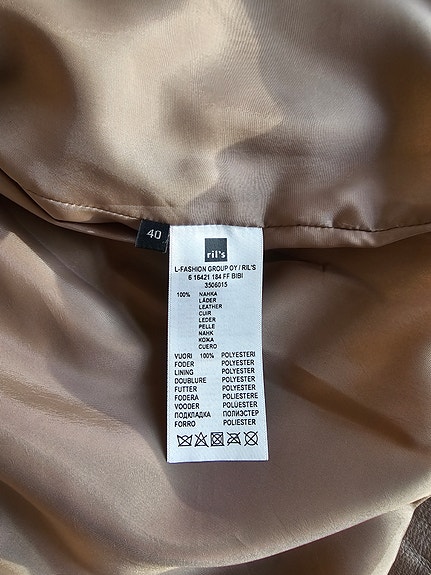 40
ril's
L-FASHION GROUP OY / RIL'S
6 16421 184 FF BIBI
3506015
100% NAHKA
LÄDER
LEATHER
CUIR
LEDER
PELLE
NAHK
КОЖА
CUERO
VUORI 100% POLYESTERI
FODER POLYESTER
LINING POLYESTER
DOUBLURE POLYESTER
FUTTER POLYESTER
FODERA POLIESTERE
VOODER POLÜESTER
ПОДКЛАДКА ПОЛИЭСТЕР
FORRO POLIESTER